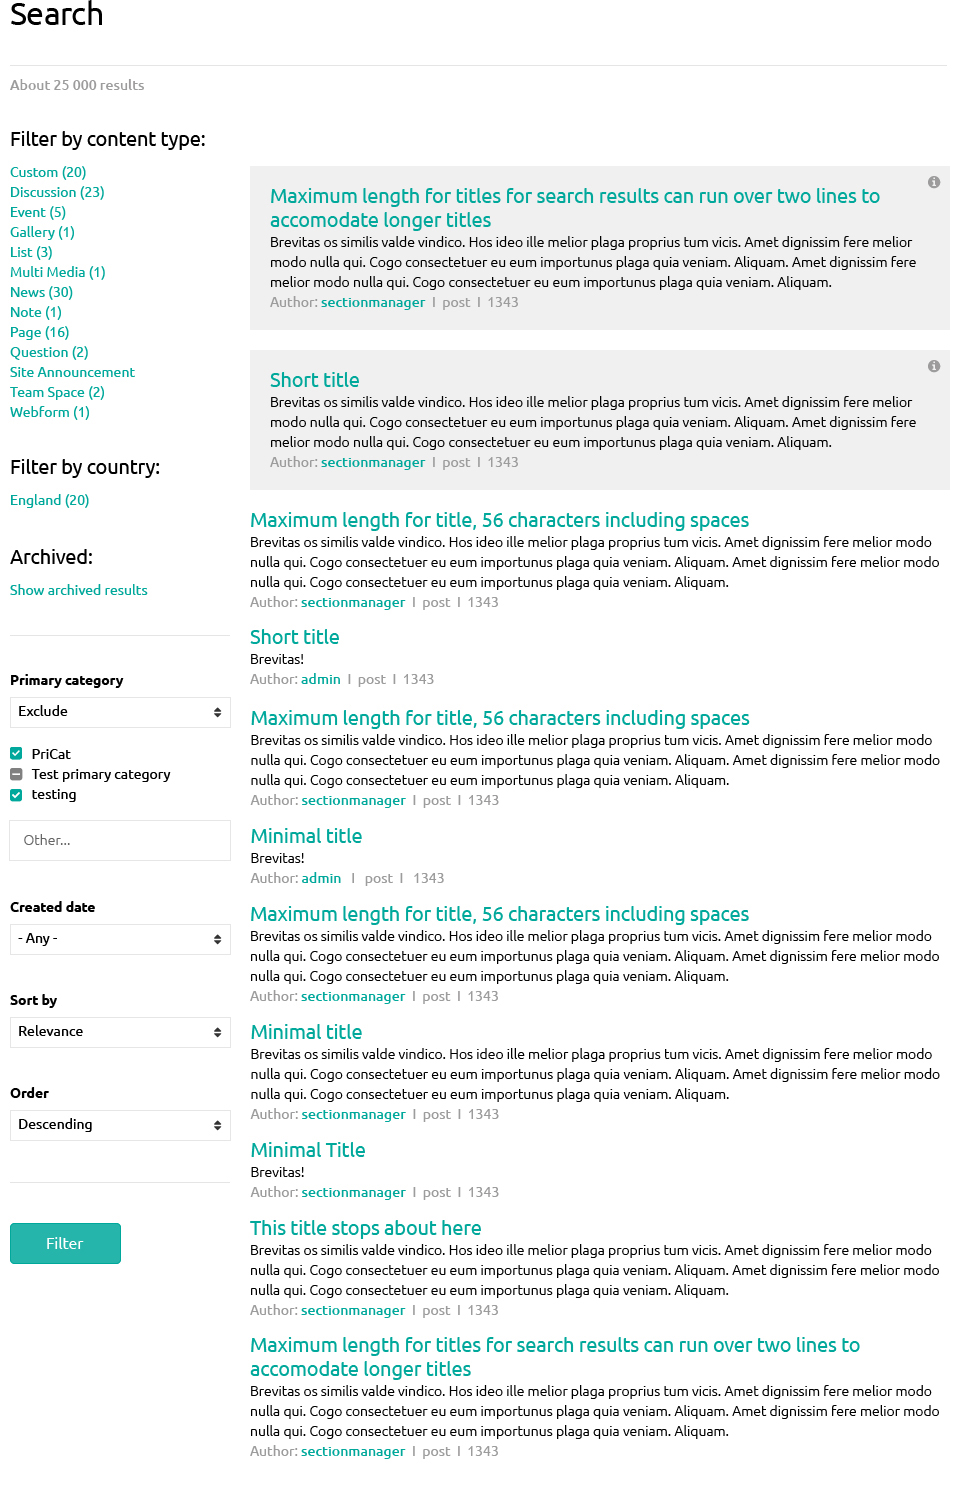 Search
About 25 000 results
Filter by content type:
Custom (20)
Discussion (23)
Event (5)
Gallery (1)
List (3)
Multi Media (1)
News (30)
Note (1)
Page (16)
Question (2)
Site Announcement
Team Space (2)
Webform (1)
Filter by country:
England (20)
Archived:
Show archived results
Primary category
Exclude
PriCat
Test primary category
testing
Other...
Created date
- Any -
Sort by
Relevance
Order
Descending
Filter
Maximum length for titles for search results can run over two lines to
accomodate longer titles
Brevitas os similis valde vindico. Hos ideo ille melior plaga proprius tum vicis. Amet dignissim fere melior
modo nulla qui. Cogo consectetuer eu eum importunus plaga quia veniam. Aliquam. Amet dignissim fere
melior modo nulla qui. Cogo consectetuer eu eum importunus plaga quia veniam. Aliquam.
Author: sectionmanager | post | 1343
Short title
Brevitas os similis valde vindico. Hos ideo ille melior plaga proprius tum vicis. Amet dignissim fere melior
modo nulla qui. Cogo consectetuer eu eum importunus plaga quia veniam. Aliquam. Amet dignissim fere
melior modo nulla qui. Cogo consectetuer eu eum importunus plaga quia veniam. Aliquam.
Author: sectionmanager | post | 1343
Maximum length for title, 56 characters including spaces
Brevitas os similis valde vindico. Hos ideo ille melior plaga proprius tum vicis. Amet dignissim fere melior modo
nulla qui. Cogo consectetuer eu eum importunus plaga quia veniam. Aliquam. Amet dignissim fere melior modo
nulla qui. Cogo consectetuer eu eum importunus plaga quia veniam. Aliquam.
Author: sectionmanager | post | 1343
Short title
Brevitas!
Author: admin | post | 1343
Maximum length for title, 56 characters including spaces
Brevitas os similis valde vindico. Hos ideo ille melior plaga proprius tum vicis. Amet dignissim fere melior modo
nulla qui. Cogo consectetuer eu eum importunus plaga quia veniam. Aliquam. Amet dignissim fere melior modo
nulla qui. Cogo consectetuer eu eum importunus plaga quia veniam. Aliquam.
Author: sectionmanager | post | 1343
Minimal title
Brevitas!
Author: admin | post | 1343
Maximum length for title, 56 characters including spaces
Brevitas os similis valde vindico. Hos ideo ille melior plaga proprius tum vicis. Amet dignissim fere melior modo
nulla qui. Cogo consectetuer eu eum importunus plaga quia veniam. Aliquam. Amet dignissim fere melior modo
nulla qui. Cogo consectetuer eu eum importunus plaga quia veniam. Aliquam.
Author: sectionmanager | post | 1343
Minimal title
Brevitas os similis valde vindico. Hos ideo ille melior plaga proprius tum vicis. Amet dignissim fere melior modo
nulla qui. Cogo consectetuer eu eum importunus plaga quia veniam. Aliquam. Amet dignissim fere melior modo
nulla qui. Cogo consectetuer eu eum importunus plaga quia veniam. Aliquam.
Author: sectionmanager | post | 1343
Minimal Title
Brevitas!
Author: sectionmanager | post | 1343
This title stops about here
Brevitas os similis valde vindico. Hos ideo ille melior plaga proprius tum vicis. Amet dignissim fere melior modo
nulla qui. Cogo consectetuer eu eum importunus plaga quia veniam. Aliquam. Amet dignissim fere melior modo
nulla qui. Cogo consectetuer eu eum importunus plaga quia veniam. Aliquam.
Author: sectionmanager | post | 1343
Maximum length for titles for search results can run over two lines to
accomodate longer titles
Brevitas os similis valde vindico. Hos ideo ille melior plaga proprius tum vicis. Amet dignissim fere melior modo
nulla qui. Cogo consectetuer eu eum importunus plaga quia veniam. Aliquam. Amet dignissim fere melior modo
nulla qui. Cogo consectetuer eu eum importunus plaga quia veniam. Aliquam.
Author: sectionmanager | post | 1343